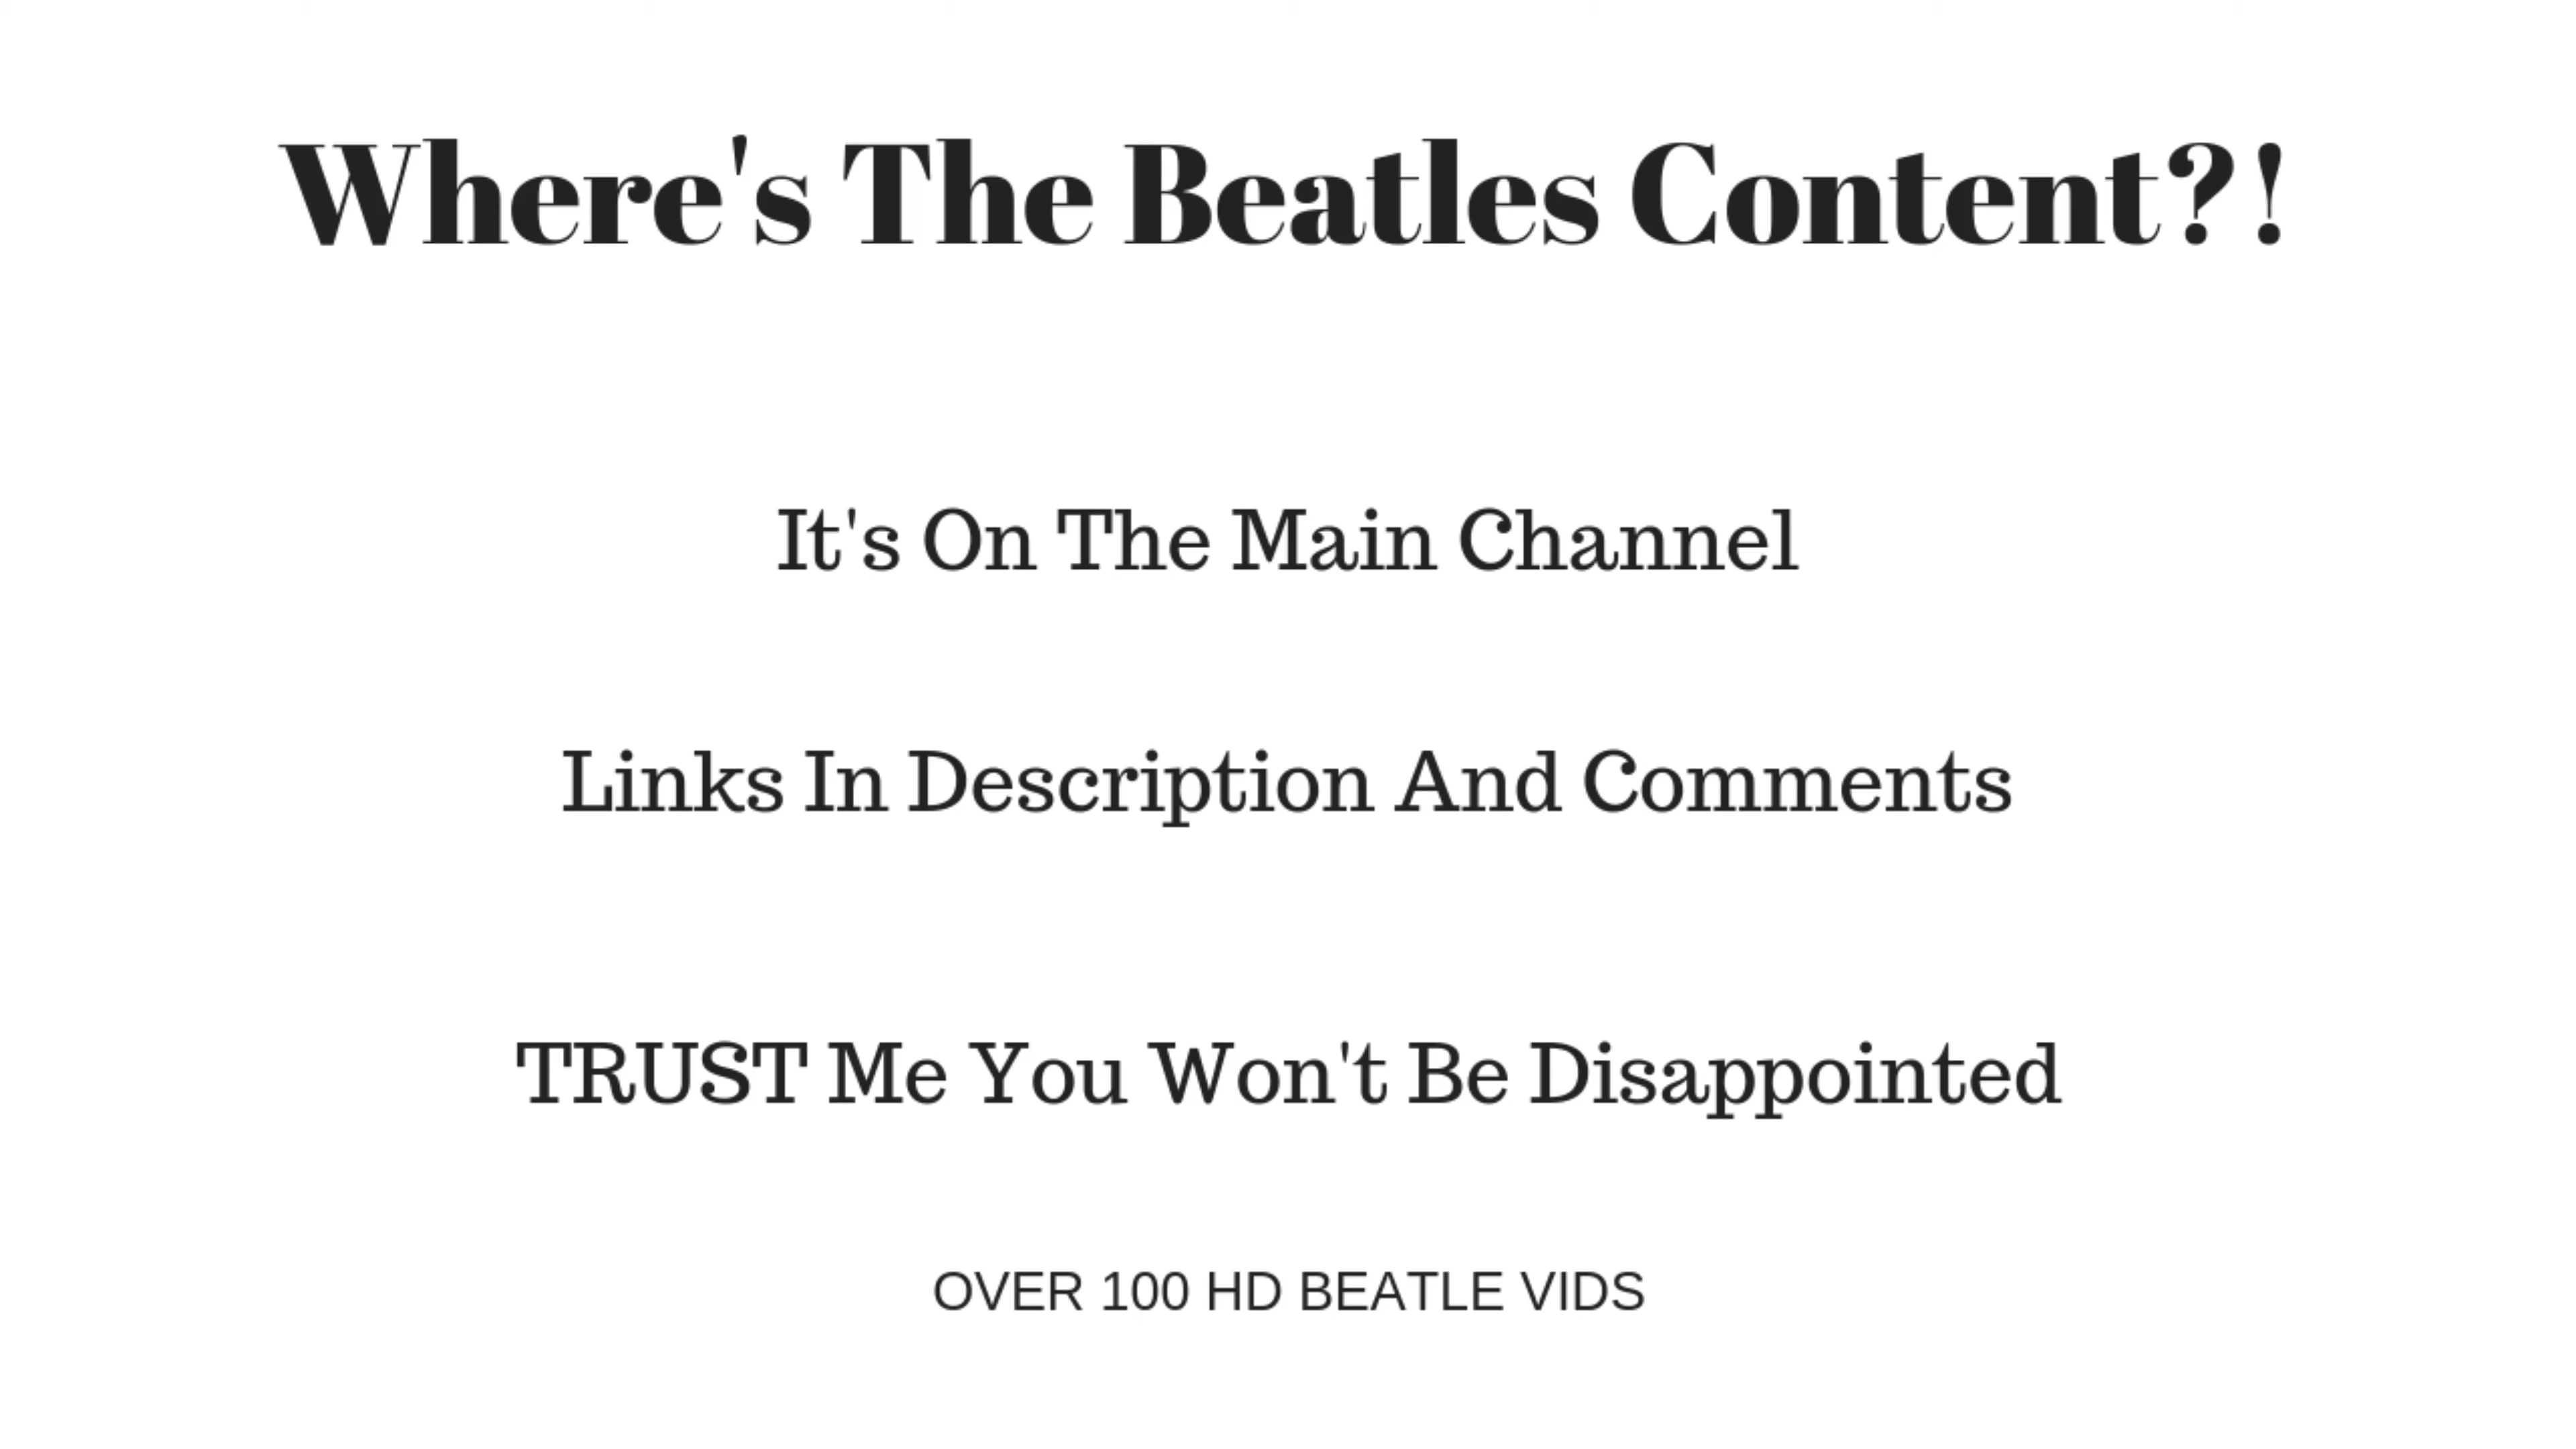 Where's The Beatles Content?!
It's On The Main Channel
Links In Description And Comments
TRUST Me You Won't Be Disappointed
OVER 100 HD BEATLE VIDS